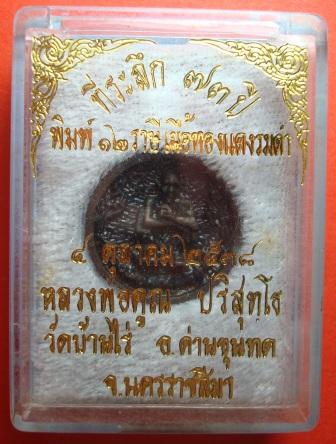 ที่ระฦก ๗๓ ปี
พิมพ์ ๑๒ ราษี เนื้อทองแดงรมดำ
๔ ตุลาคม ๒๕๓๘
หลวงพ่อคูณ ปริสุทโธ
วัดบ้านไร่ อ.ด่านขุนทด
จ.นครราชสีมา